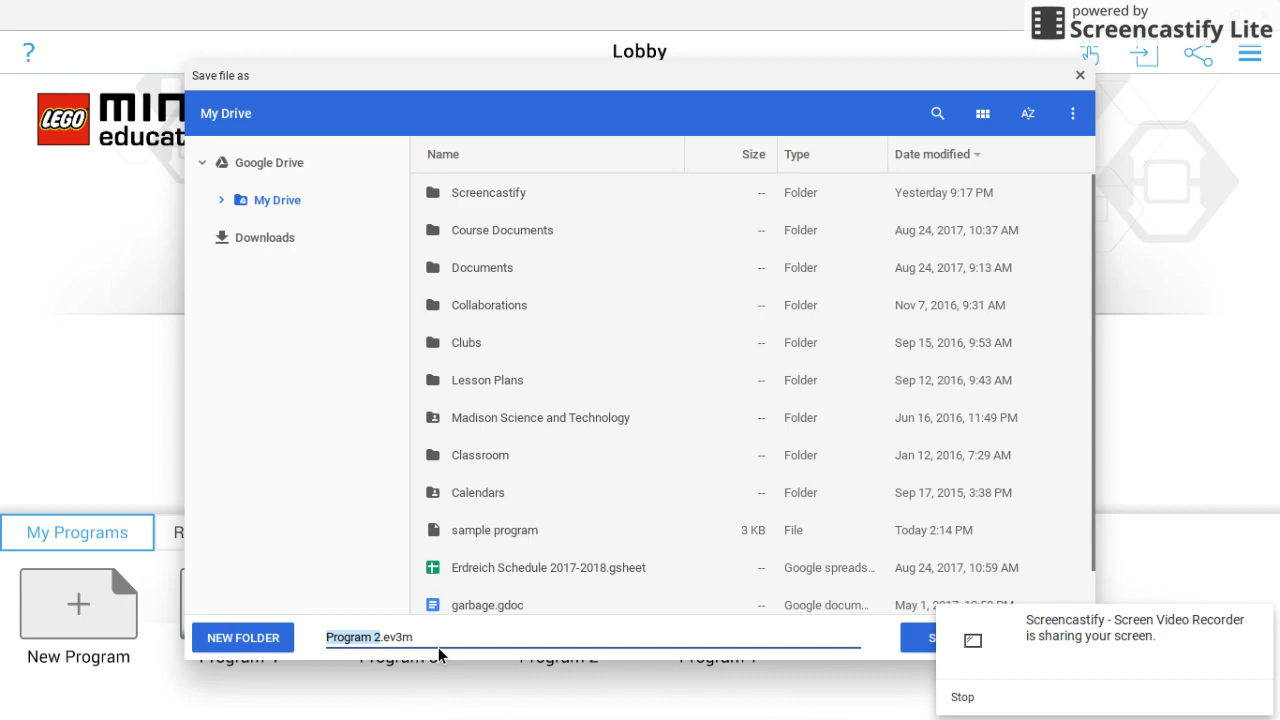 powered by
Screencastify Lite
?
Lobby
Save file as
LEGO
educat
My Drive
AZ
Name Size Type Date modified
Google Drive
My Drive
Downloads
Screencastify -- Folder Yesterday 9:17 PM
Course Documents -- Folder Aug 24, 2017, 10:37 AM
Documents -- Folder Aug 24, 2017, 9:13 AM
Collaborations -- Folder Nov 7, 2016, 9:31 AM
Clubs -- Folder Sep 15, 2016, 9:53 AM
Lesson Plans -- Folder Sep 12, 2016, 9:43 AM
Madison Science and Technology -- Folder Jun 16, 2016, 11:49 PM
Classroom -- Folder Jan 12, 2016, 7:29 AM
Calendars -- Folder Sep 17, 2015, 3:38 PM
sample program 3 KB File Today 2:14 PM
Erdreich Schedule 2017-2018.gsheet -- Google spreads... Aug 24, 2017, 10:59 AM
garbage.gdoc -- Google docum...
My Programs R
NEW FOLDER Program 2.ev3m S
New Program
Screencastify - Screen Video Recorder
is sharing your screen.
Stop